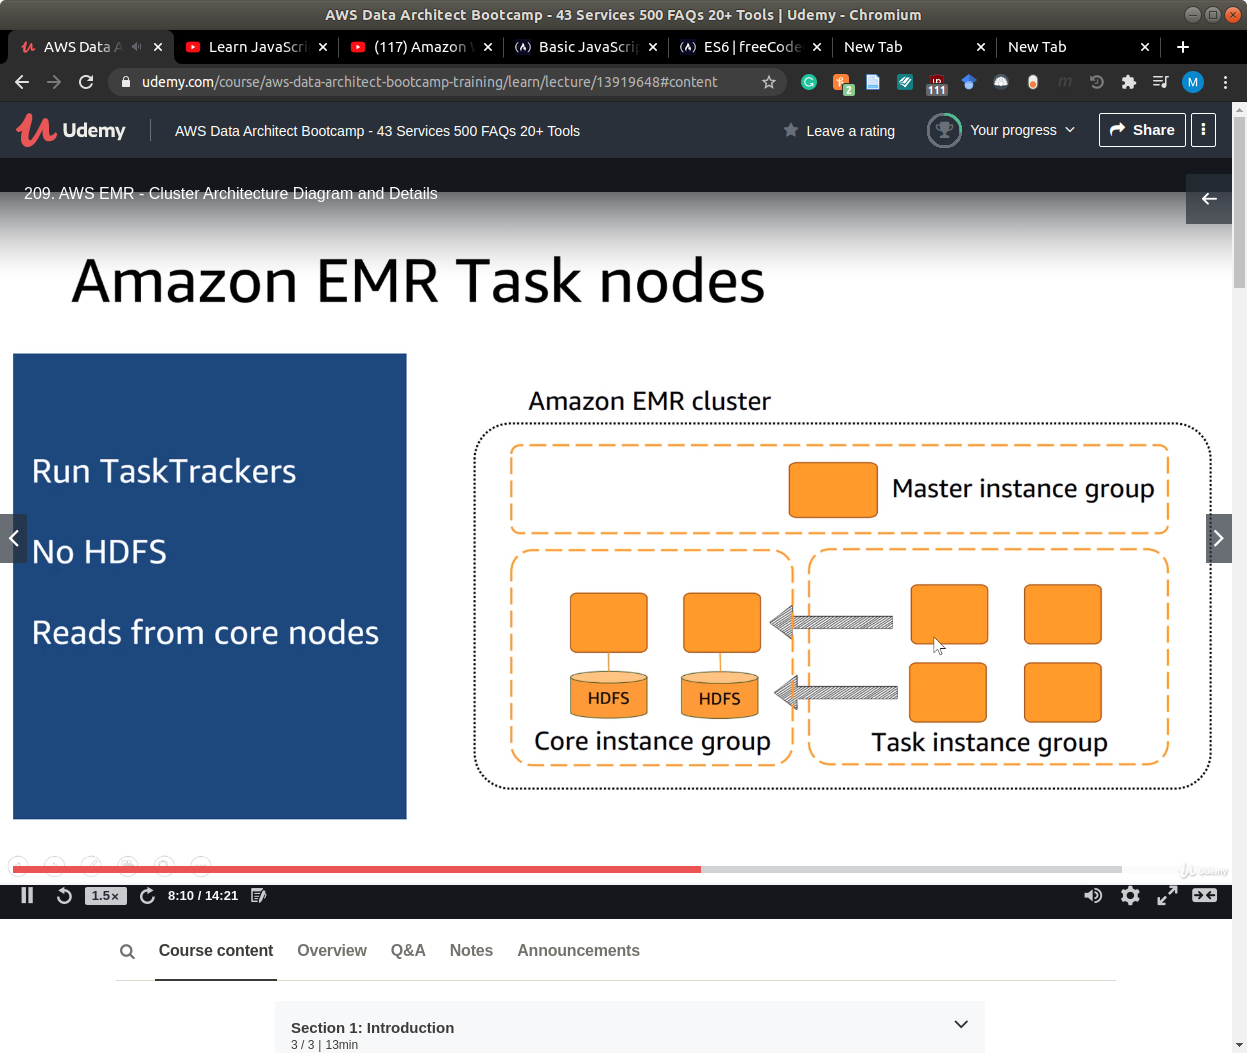 AWS Data Architect Bootcamp - 43 Services 500 FAQs 20+ Tools | Udemy - Chromium
AWS Data A
Learn JavaScri
(117) Amazon
Basic JavaScrip
ES6 | freeCode
New Tab
New Tab
udemy.com/course/aws-data-architect-bootcamp-training/learn/lecture/13919648#content
2
111
M
Udemy
AWS Data Architect Bootcamp - 43 Services 500 FAQs 20+ Tools
Leave a rating
Your progress
Share
209. AWS EMR - Cluster Architecture Diagram and Details
Amazon EMR Task nodes
Run TaskTrackers
No HDFS
Reads from core nodes
Amazon EMR cluster
Master instance group
HDFS
HDFS
Core instance group
Task instance group
Udemy
1.5×
8:10 / 14:21
Course content
Overview
Q&A
Notes
Announcements
Section 1: Introduction
3 / 3 | 13min